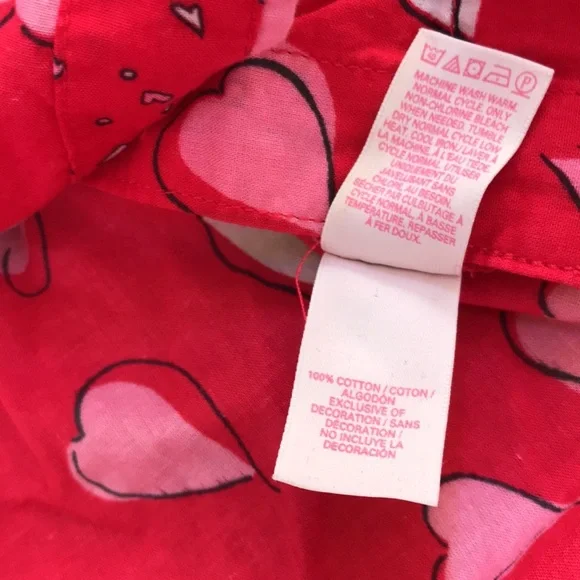 MACHINE WASH WARM,
NORMAL CYCLE. ONLY
NON-CHLORINE BLEACH
WHEN NEEDED. TUMBLE
DRY, NORMAL CYCLE LOW
HEAT. COOL IRON./LAVER À
LA MACHINE À L'EAU TIÈDE
CYCLE NORMAL.
UNIQUEMENT DU
JAVELLISANT SANS
CHLORE, AU BESOIN,
SÉCHER PAR CULBUTAGE À
CYCLE NORMAL, À BASSE
TEMPÉRATURE. REPASSER
À FER DOUX.
P
100% COTTON / COTON /
ALGODÓN
EXCLUSIVE OF
DECORATION / SANS
DÉCORATION /
NO INCLUYE LA
DECORACIÓN